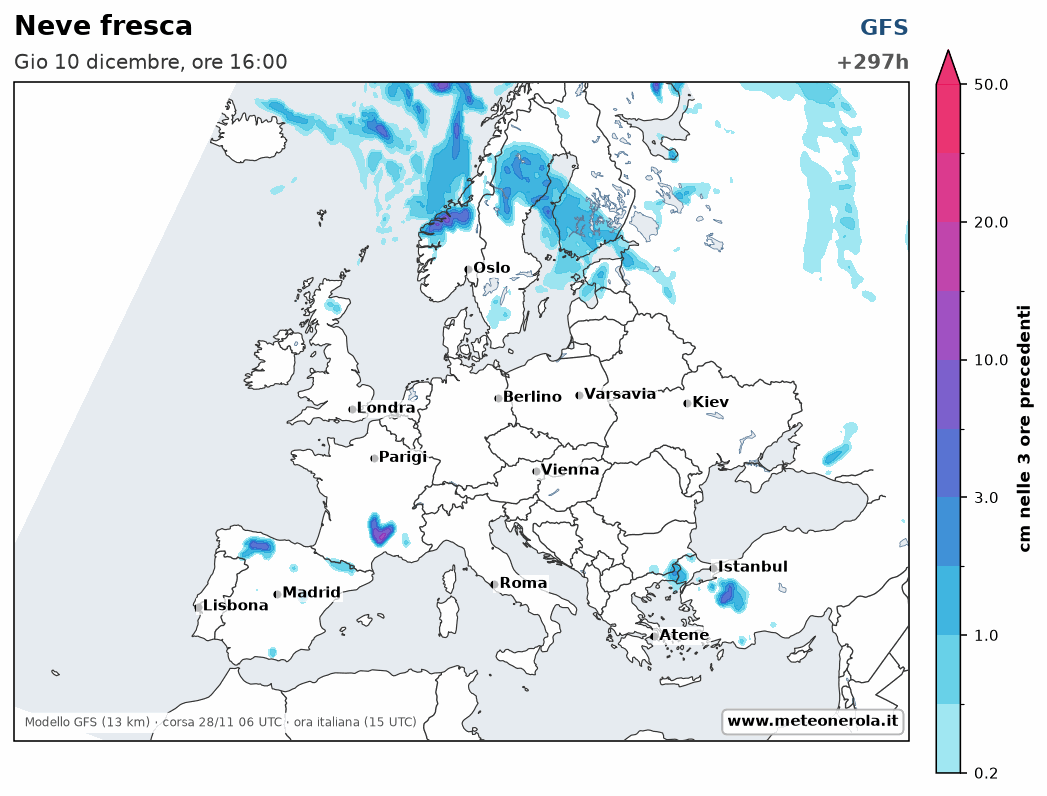 Neve fresca
GFS
Gio 10 dicembre, ore 16:00
+297h
50.0
20.0
10.0
3.0
1.0
0.2
cm nelle 3 ore precedenti
Oslo
Berlino
Varsavia
Kiev
Londra
Parigi
Vienna
Istanbul
Roma
Madrid
Lisbona
Atene
Modello GFS (13 km) · corsa 28/11 06 UTC · ora italiana (15 UTC)
www.meteonerola.it